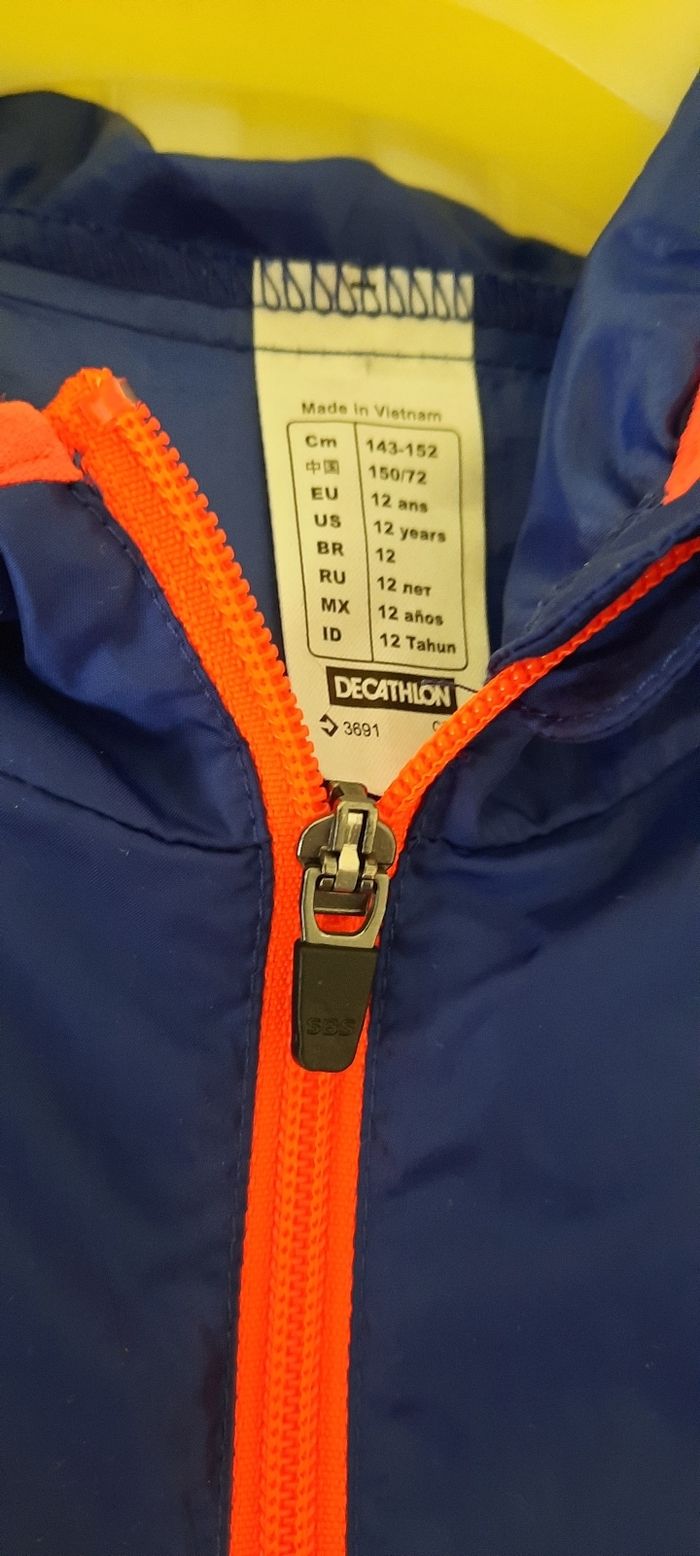 Made in Vietnam
Cm 143-152
中国 150/72
EU 12 ans
US 12 years
BR 12
RU 12 лет
MX 12 años
ID 12 Tahun
DECATHLON
3691
SBS